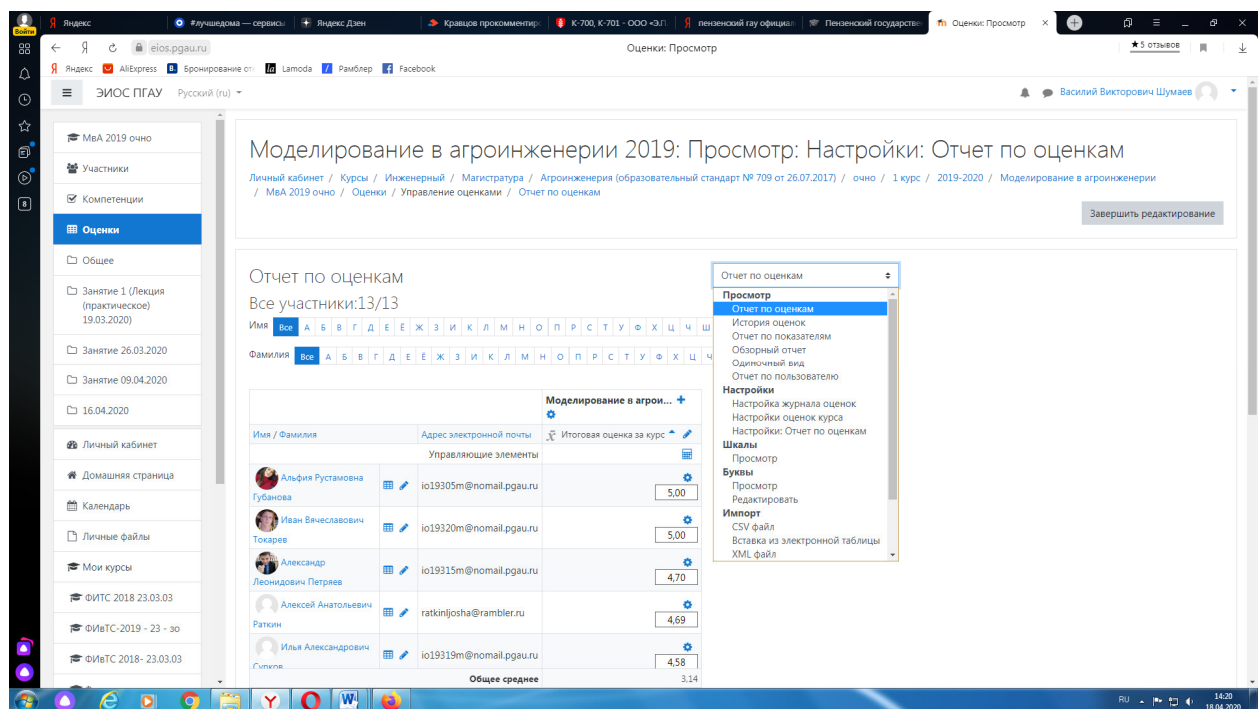 Войти
Яндекс
#лучшедома — сервисы
Яндекс Дзен
Кравцов прокомментир
К-700, К-701 - ООО «Э.П.
пензенский гау официал
Пензенский государстве
Оценки: Просмотр
eios.pgau.ru
Оценки: Просмотр
★5 отзывов
Яндекс
AliExpress
Бронирование от
Lamoda
Рамблер
Facebook
ЭИОС ПГАУ
Русский (ru)
Василий Викторович Шумаев
МвА 2019 очно
Участники
Компетенции
Оценки
Общее
Занятие 1 (Лекция
(практическое)
19.03.2020)
Занятие 26.03.2020
Занятие 09.04.2020
16.04.2020
Личный кабинет
Домашняя страница
Календарь
Личные файлы
Мои курсы
ФИТС 2018 23.03.03
ФИвТС-2019 - 23 - зо
ФИвТС 2018- 23.03.03
Моделирование в агроинженерии 2019: Просмотр: Настройки: Отчет по оценкам
Личный кабинет / Курсы / Инженерный / Магистратура / Агроинженерия (образовательный стандарт № 709 от 26.07.2017) / очно / 1 курс / 2019-2020 / Моделирование в агроинженерии
/ МвА 2019 очно / Оценки / Управление оценками / Отчет по оценкам
Завершить редактирование
Отчет по оценкам
Все участники:13/13
Имя Все А Б В Г Д Е Ё Ж З И К Л М Н О П Р С Т У Ф Х Ц Ч Ш
Фамилия Все А Б В Г Д Е Ё Ж З И К Л М Н О П Р С Т У Ф Х Ц Ч
Отчет по оценкам
Просмотр
Отчет по оценкам
История оценок
Отчет по показателям
Обзорный отчет
Одиночный вид
Отчет по пользователю
Настройки
Настройка журнала оценок
Настройки оценок курса
Настройки: Отчет по оценкам
Шкалы
Просмотр
Буквы
Просмотр
Редактировать
Импорт
CSV файл
Вставка из электронной таблицы
XML файл
Моделирование в агрои...
Имя / Фамилия Адрес электронной почты x̄ Итоговая оценка за курс
Управляющие элементы
Альфия Рустамовна
Губанова
io19305m@nomail.pgau.ru
5,00
Иван Вячеславович
Токарев
io19320m@nomail.pgau.ru
5,00
Александр
Леонидович Петряев
io19315m@nomail.pgau.ru
4,70
Алексей Анатольевич
Раткин
ratkinljosha@rambler.ru
4,69
Илья Александрович
Сурков
io19319m@nomail.pgau.ru
4,58
Общее среднее 3,14
RU
14:20
18.04.2020